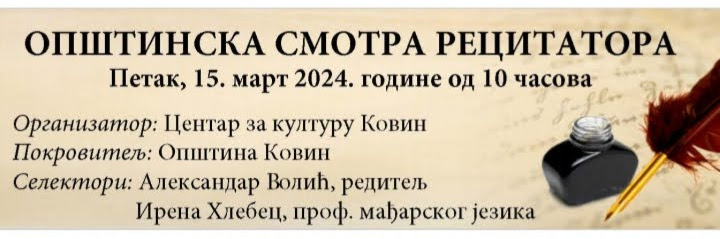 ОПШТИНСКА СМОТРА РЕЦИТАТОРА
Петак, 15. март 2024. године од 10 часова
Организатор: Центар за културу Ковин
Покровитељ: Општина Ковин
Селектори: Александар Волић, редитељ
Ирена Хлебец, проф. мађарског језика